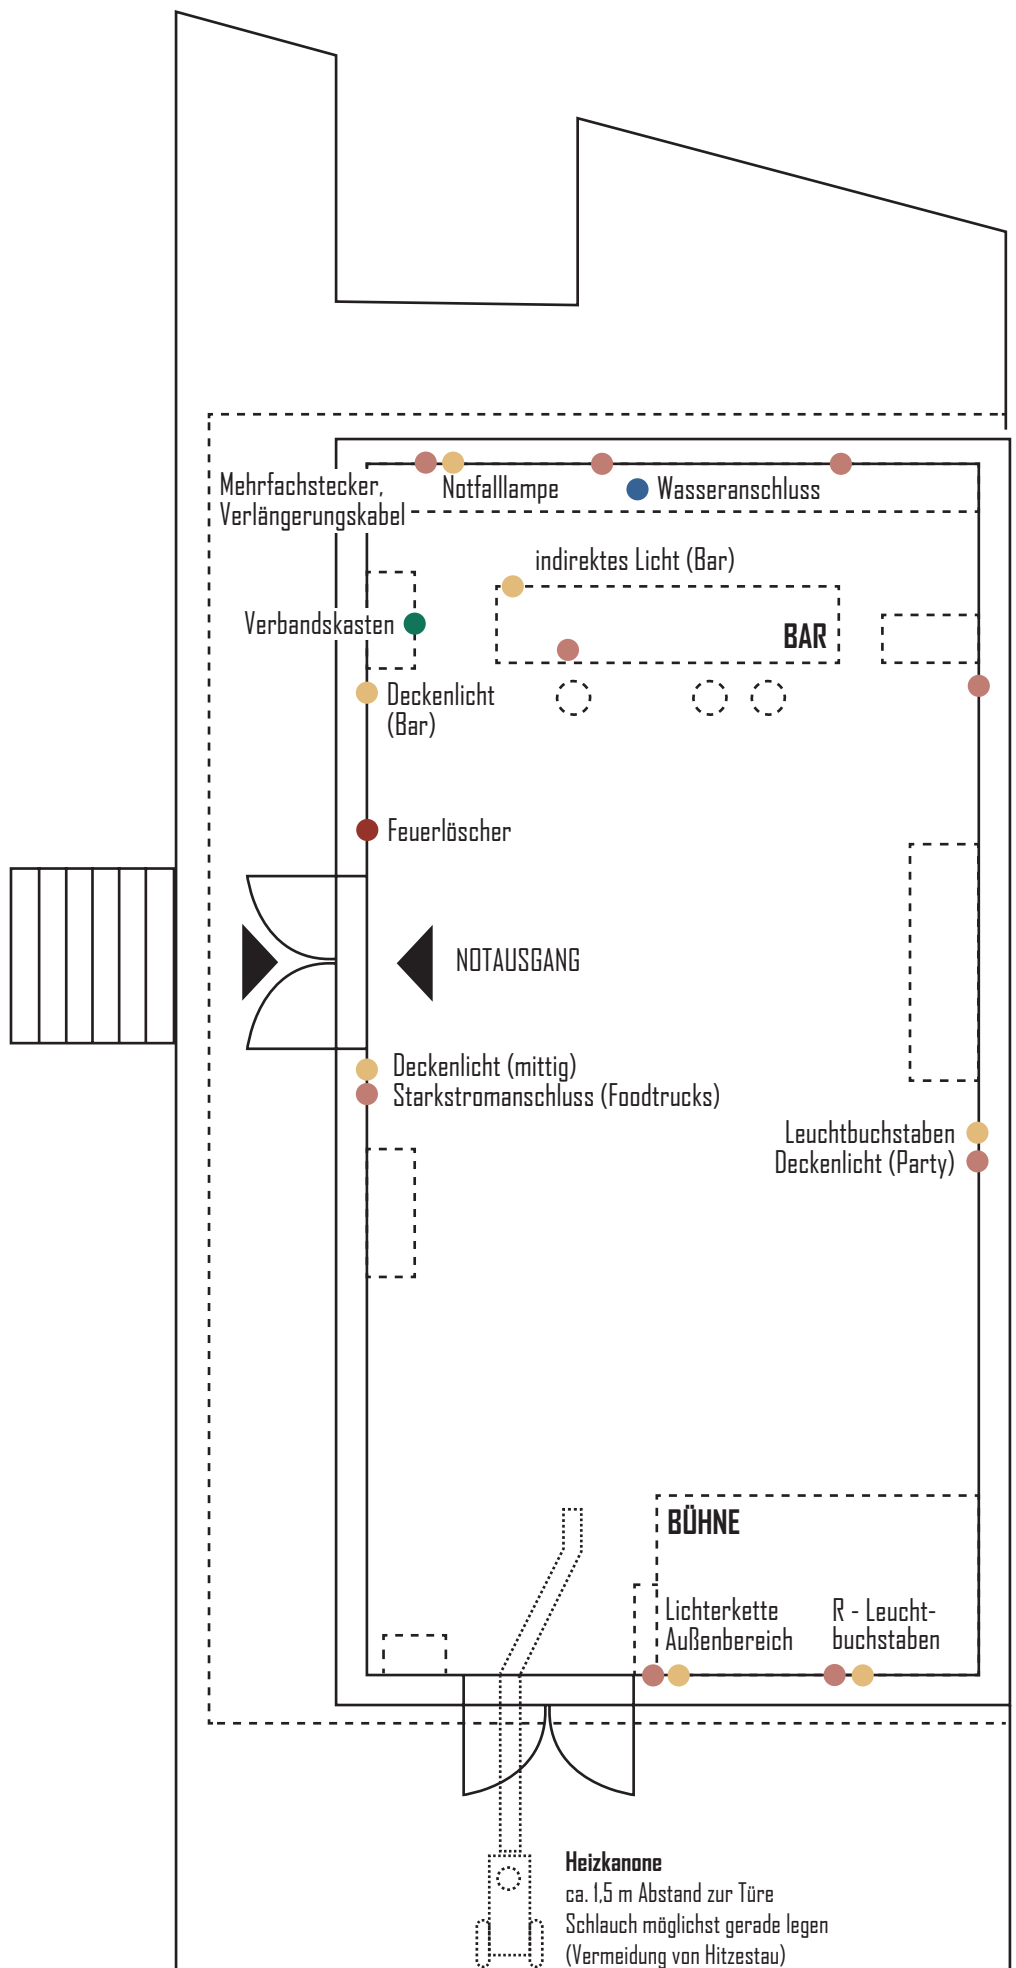 Mehrfachstecker,
Verlängerungskabel
Notfalllampe
Wasseranschluss
indirektes Licht (Bar)
BAR
Verbandskasten
Deckenlicht
(Bar)
Feuerlöscher
NOTAUSGANG
Deckenlicht (mittig)
Starkstromanschluss (Foodtrucks)
Leuchtbuchstaben
Deckenlicht (Party)
BÜHNE
Lichterkette
Außenbereich
R - Leucht-
buchstaben
Heizkanone
ca. 1,5 m Abstand zur Türe
Schlauch möglichst gerade legen
(Vermeidung von Hitzestau)